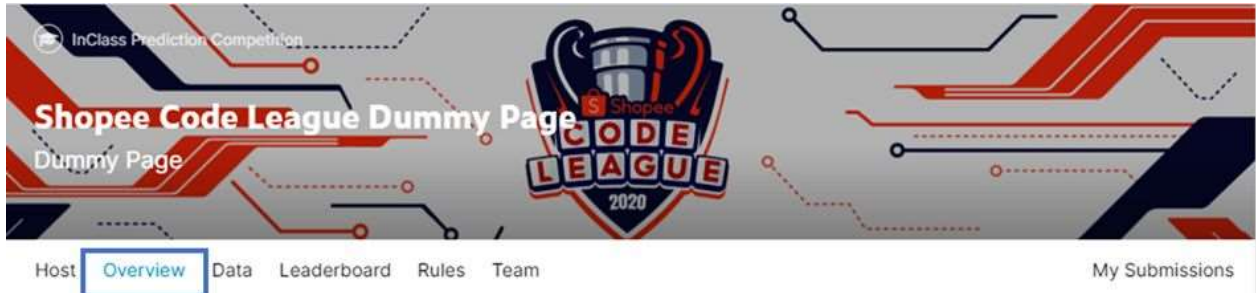 InClass Prediction Competition
Shopee Code League Dummy Page
Dummy Page
S Shopee
CODE
LEAGUE
2020
Host Overview Data Leaderboard Rules Team My Submissions